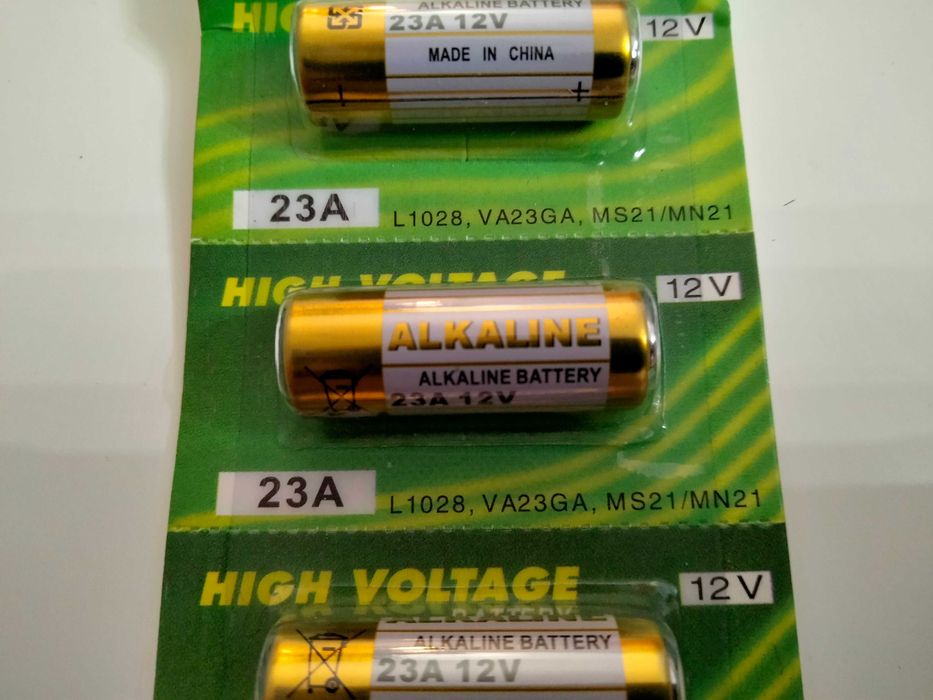 HIGH
ALKALINE BATTERY
23A 12V
12V
MADE IN CHINA
- +
23A
L1028, VA23GA, MS21/MN21
HIGH VOLTAGE
12V
ALKALINE
ALKALINE BATTERY
23A 12V
23A
L1028, VA23GA, MS21/MN21
HIGH VOLTAGE
12V
BATTERY
ALKALINE BATTERY
23A 12V